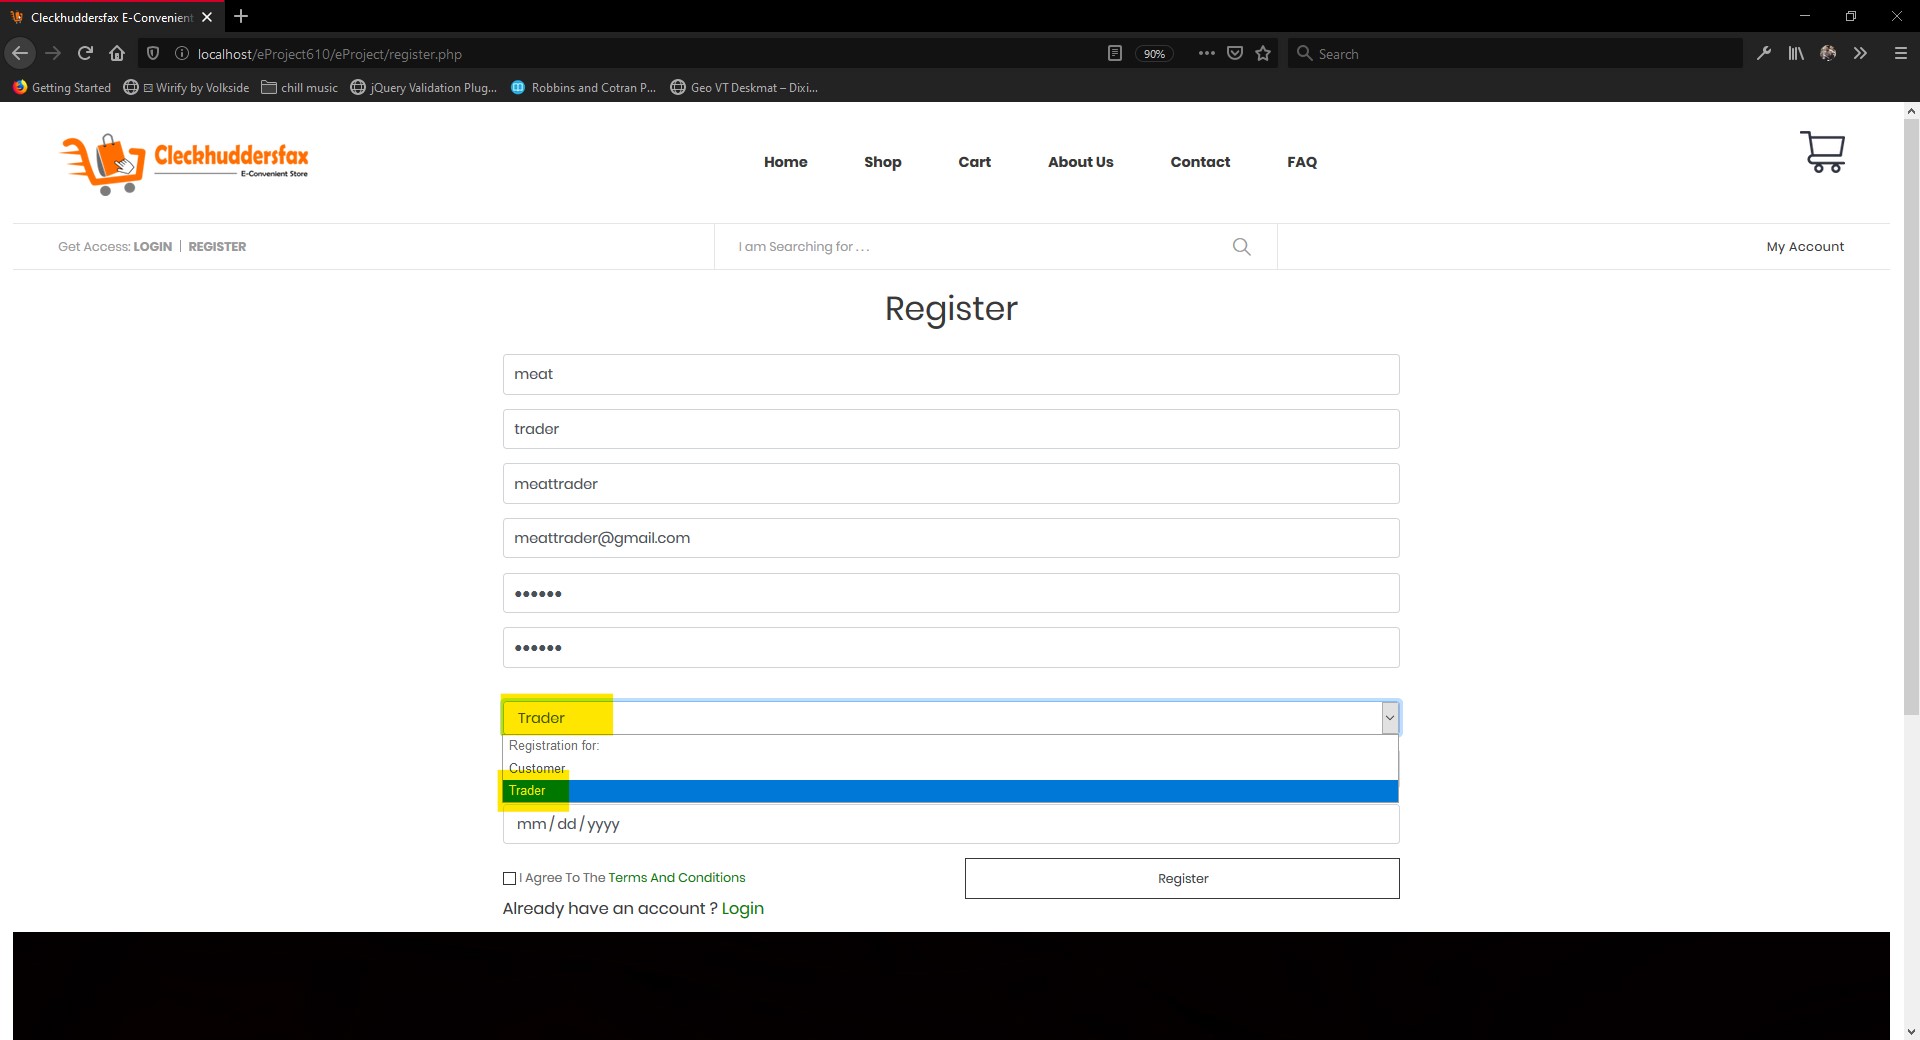 Cleckhuddersfax E-Convenient
localhost/eProject610/eProject/register.php
90%
Search
Getting Started
Wirify by Volkside
chill music
jQuery Validation Plug...
Robbins and Cotran P...
Geo VT Deskmat – Dixi...
Cleckhuddersfax
E-Convenient Store
Home
Shop
Cart
About Us
Contact
FAQ
Get Access: LOGIN | REGISTER
I am Searching for . . .
My Account
Register
meat
trader
meattrader
meattrader@gmail.com
••••••
••••••
Trader
Registration for:
Customer
Trader
mm / dd / yyyy
I Agree To The Terms And Conditions
Register
Already have an account ? Login